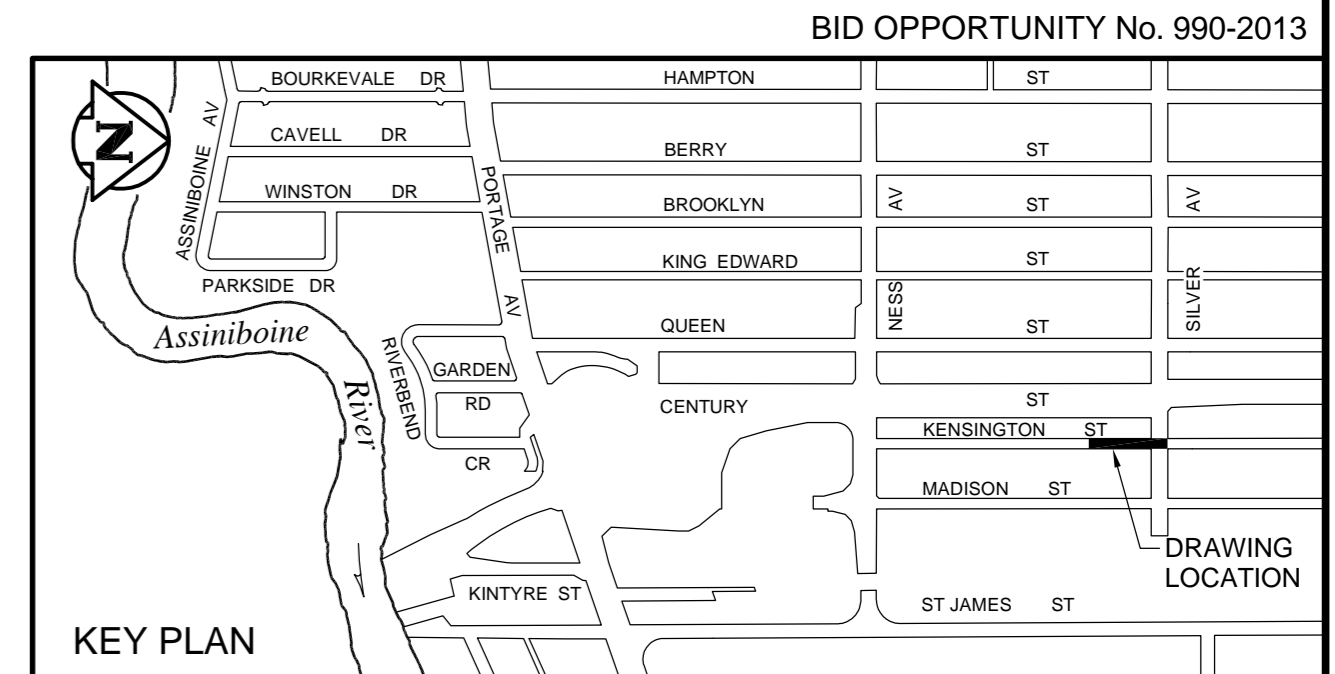 BID OPPORTUNITY No. 990-2013
BOURKEVALE DR
HAMPTON ST
N
ASSINIBOINE AV
CAVELL DR
BERRY ST
WINSTON DR
PORTAGE AV
BROOKLYN ST
NESS AV
SILVER AV
KING EDWARD ST
PARKSIDE DR
QUEEN ST
Assiniboine River
RIVERBEND CR
GARDEN RD
CENTURY ST
KENSINGTON ST
MADISON ST
DRAWING
LOCATION
KINTYRE ST
ST JAMES ST
KEY PLAN